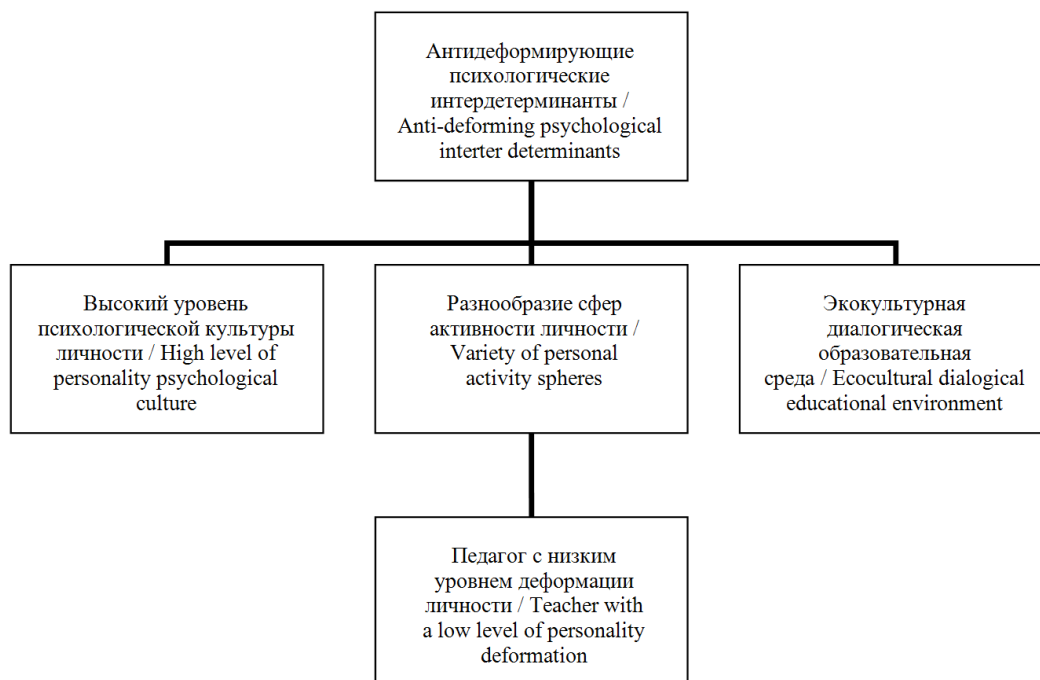 Антидеформирующие
психологические
интердетерминанты /
Anti-deforming psychological
interter determinants
Высокий уровень
психологической культуры
личности / High level of
personality psychological
culture
Разнообразие сфер
активности личности /
Variety of personal
activity spheres
Экокультурная
диалогическая
образовательная
среда / Ecocultural dialogical
educational environment
Педагог с низким
уровнем деформации
личности / Teacher with
a low level of personality
deformation